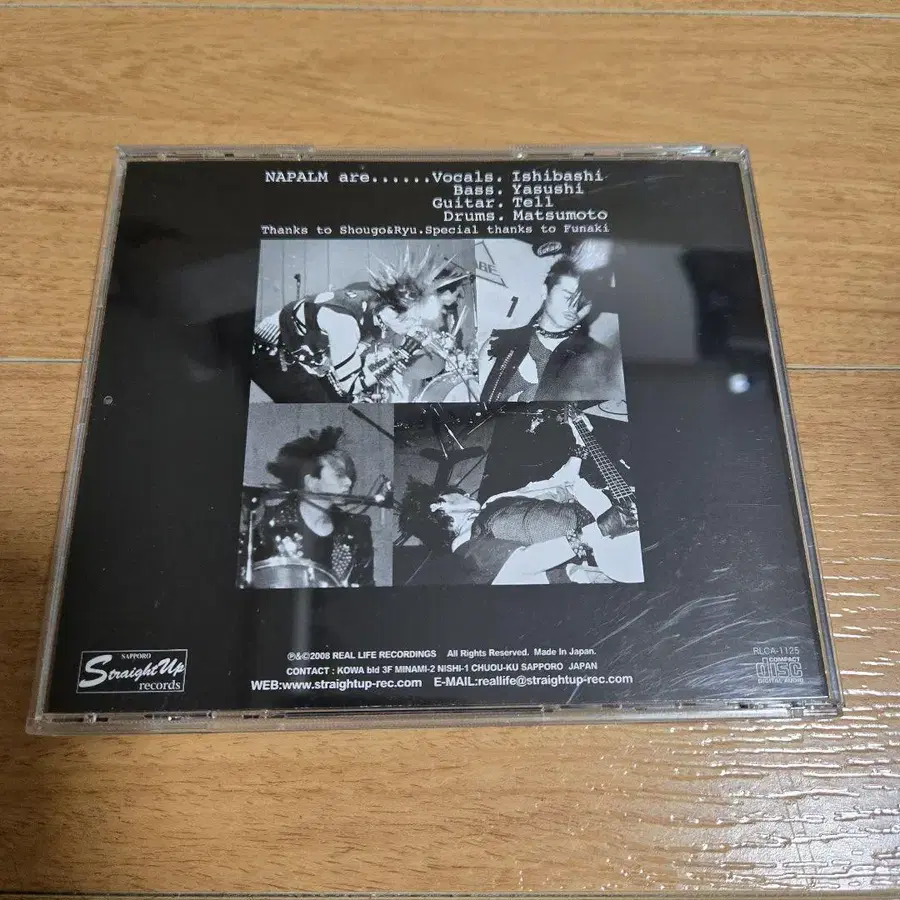 NAPALM are......Vocals. Ishibashi
Bass. Yasushi
Guitar. Tell
Drums. Matsumoto
Thanks to Shougo&Ryu.Special thanks to Funaki
1
SAPPORO
Straight Up
records
℗&©2008 REAL LIFE RECORDINGS All Rights Reserved. Made In Japan.
CONTACT : KOWA bld 3F MINAMI-2 NISHI-1 CHUOU-KU SAPPORO JAPAN
WEB:www.straightup-rec.com E-MAIL:reallife@straightup-rec.com
RLCA-1125
COMPACT
disc
DIGITAL AUDIO